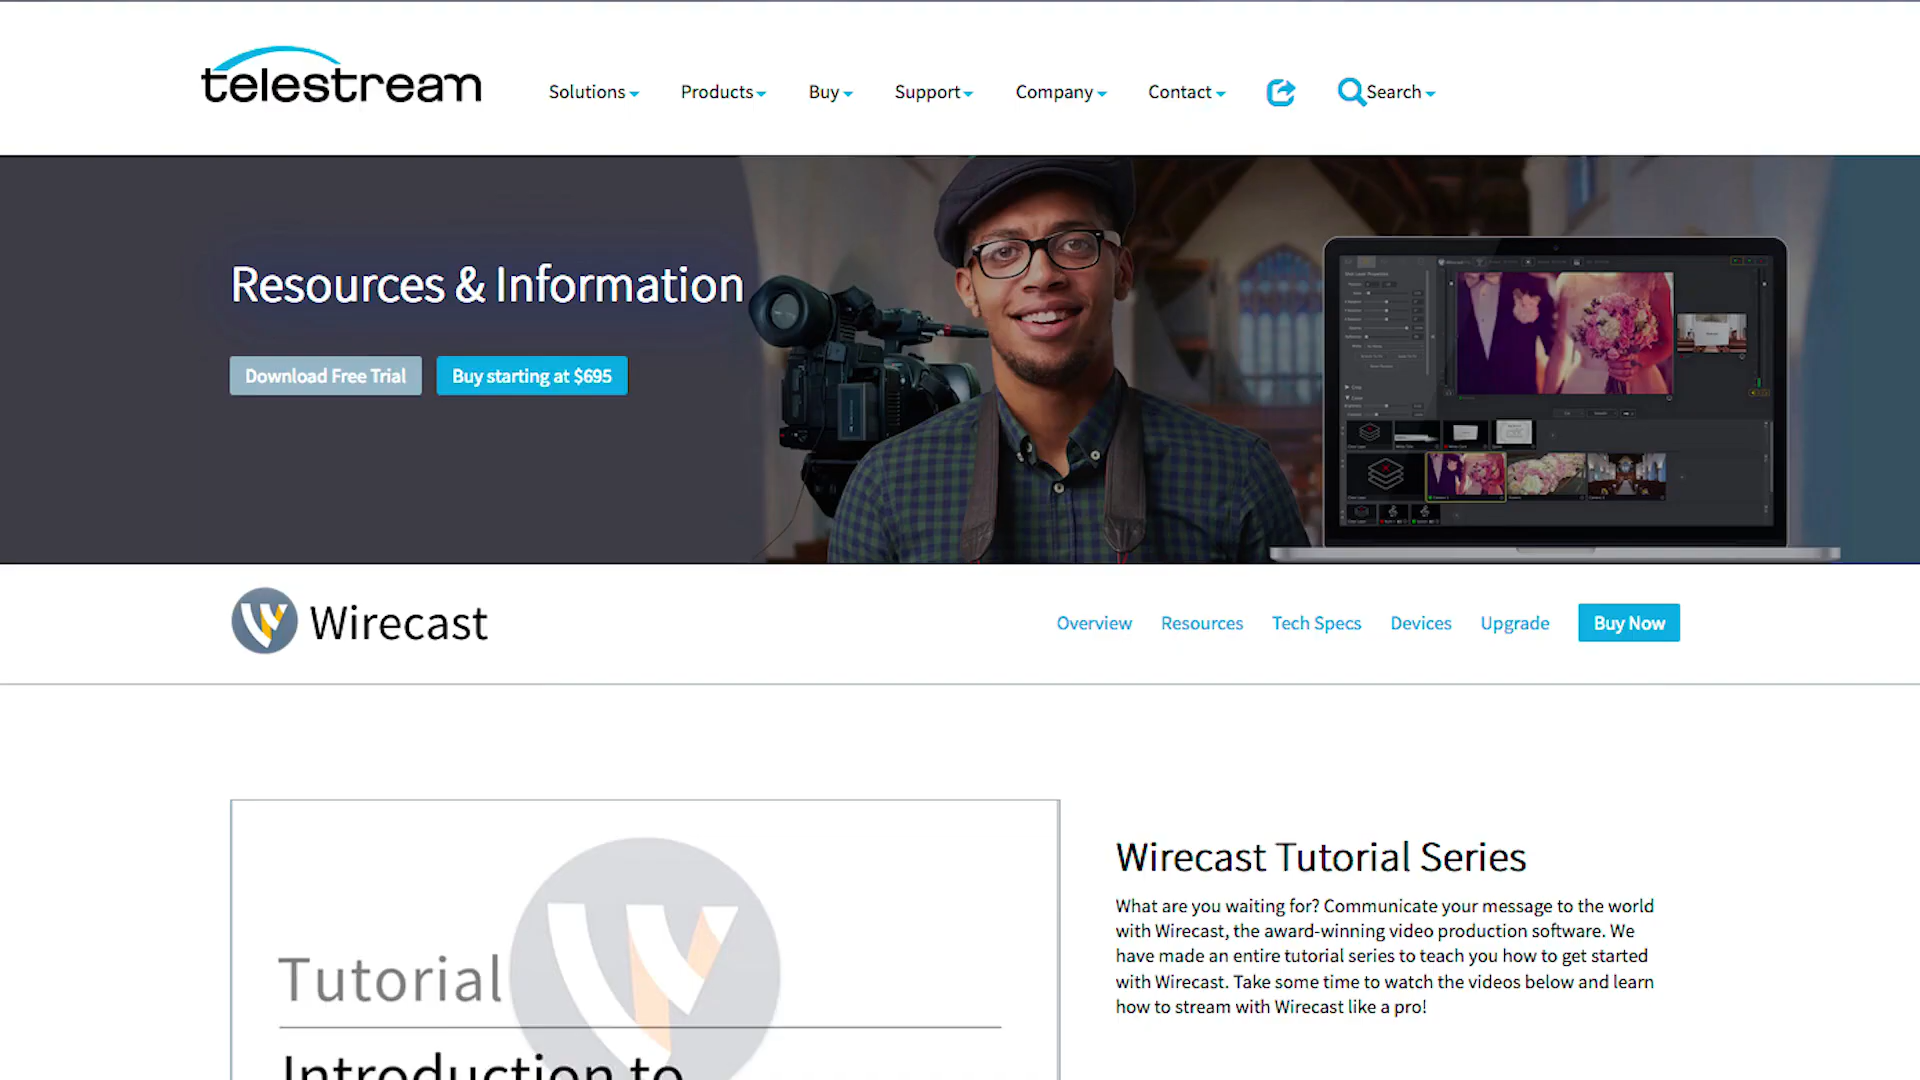 telestream
Solutions
Products
Buy
Support
Company
Contact
Search
Resources & Information
Download Free Trial
Buy starting at $695
Wirecast
Overview
Resources
Tech Specs
Devices
Upgrade
Buy Now
Tutorial
Introduction to
Wirecast Tutorial Series
What are you waiting for? Communicate your message to the world
with Wirecast, the award-winning video production software. We
have made an entire tutorial series to teach you how to get started
with Wirecast. Take some time to watch the videos below and learn
how to stream with Wirecast like a pro!